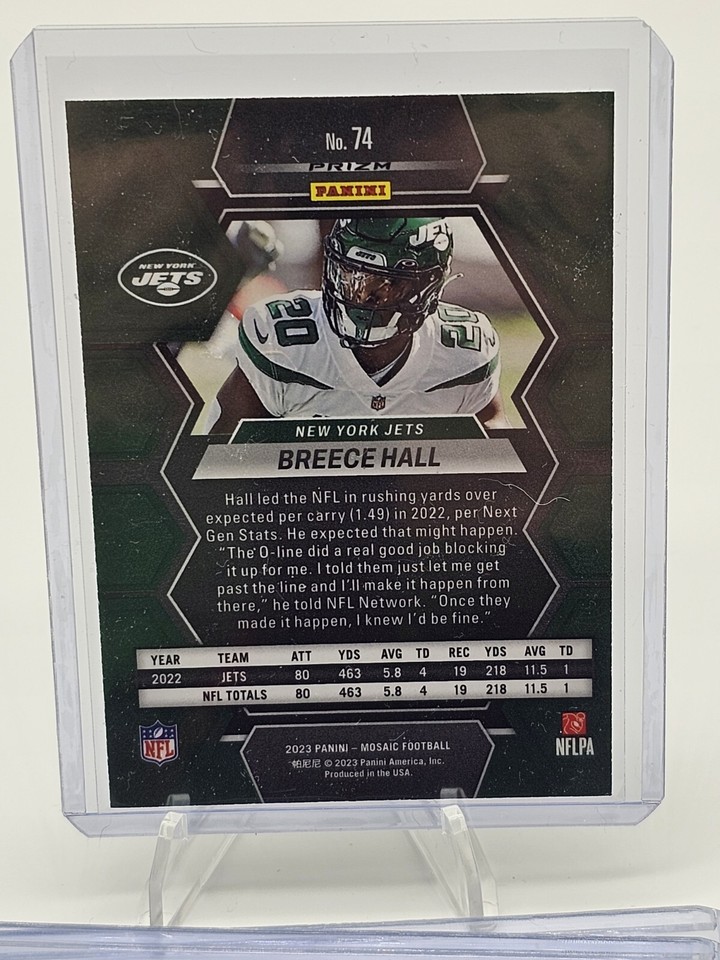 No. 74
PRIZM
PANINI
NEW YORK
JETS
JETS
JETS
20
20
NFL
NEW YORK JETS
BREECE HALL
Hall led the NFL in rushing yards over
expected per carry (1.49) in 2022, per Next
Gen Stats. He expected that might happen.
“The O-line did a real good job blocking
it up for me. I told them just let me get
past the line and I’ll make it happen from
there,” he told NFL Network. “Once they
made it happen, I knew I’d be fine.”
YEAR TEAM ATT YDS AVG TD REC YDS AVG TD
2022 JETS 80 463 5.8 4 19 218 11.5 1
NFL TOTALS 80 463 5.8 4 19 218 11.5 1
NFL
NFLPA
2023 PANINI – MOSAIC FOOTBALL
帕尼尼 © 2023 Panini America, Inc.
Produced in the USA.